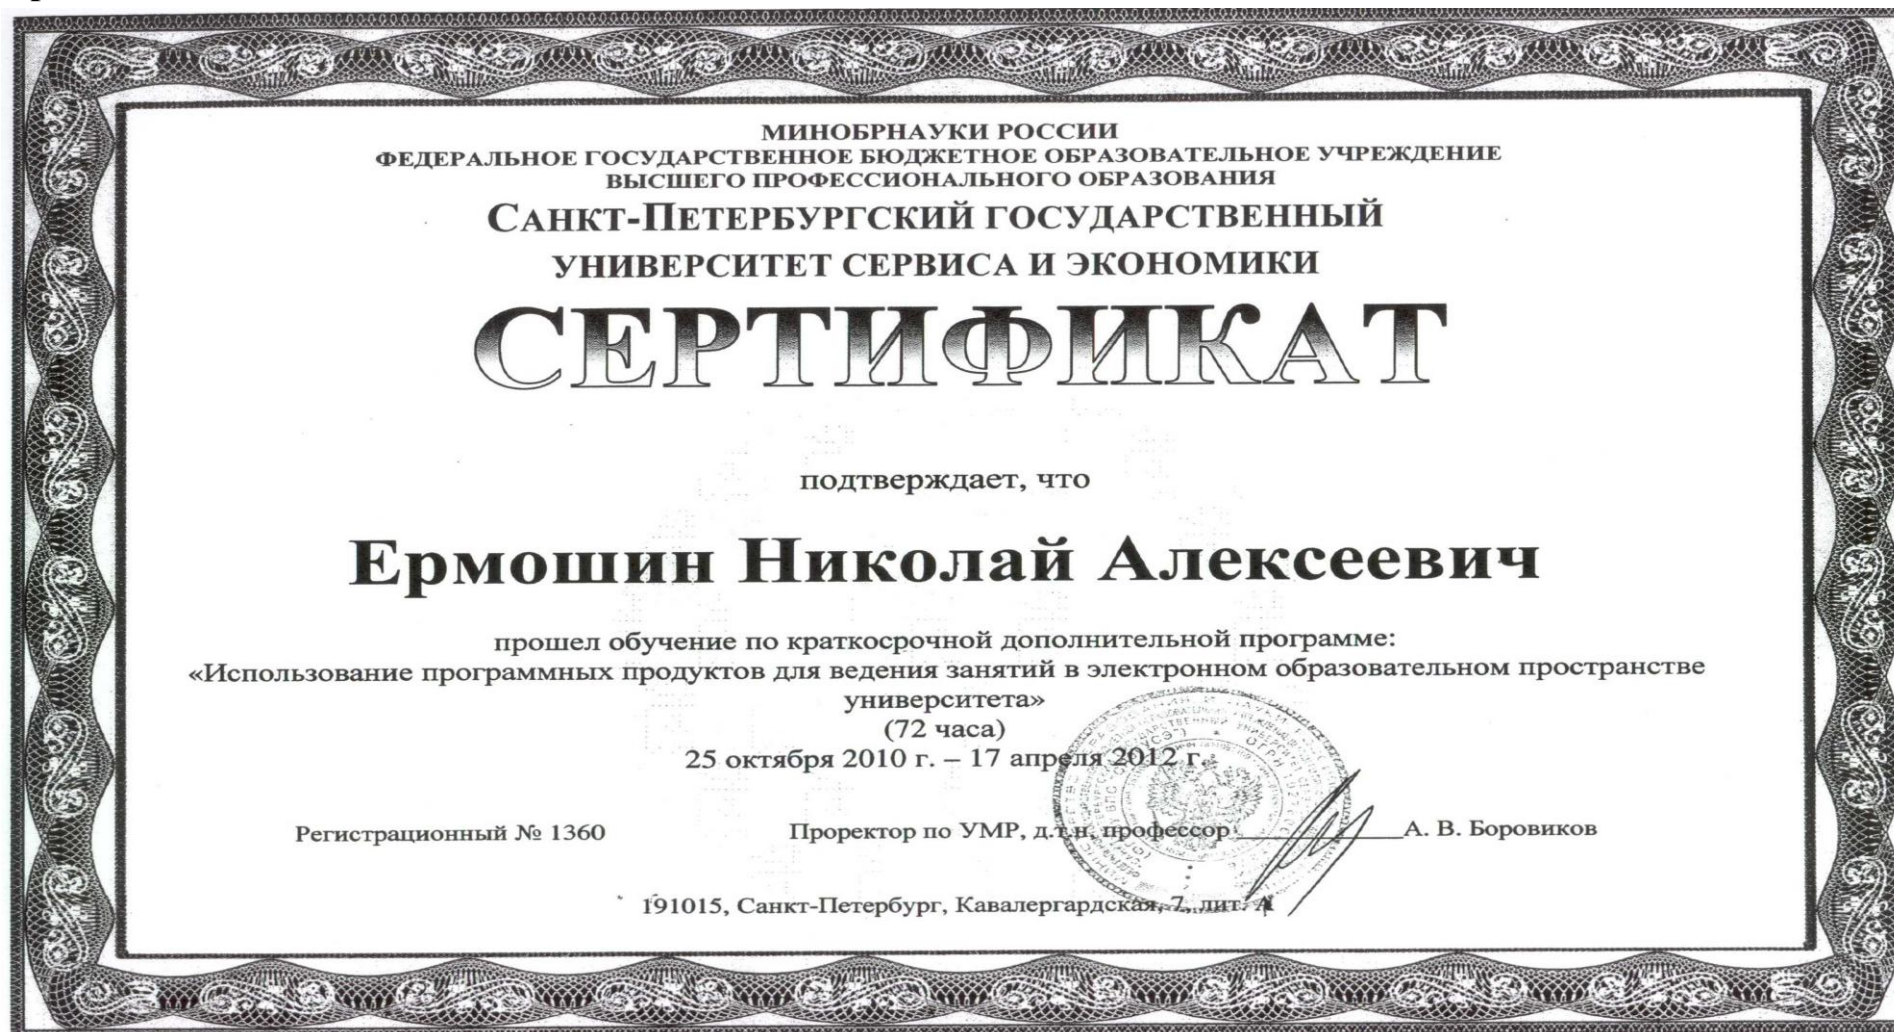 МИНОБРНАУКИ РОССИИ
ФЕДЕРАЛЬНОЕ ГОСУДАРСТВЕННОЕ БЮДЖЕТНОЕ ОБРАЗОВАТЕЛЬНОЕ УЧРЕЖДЕНИЕ
ВЫСШЕГО ПРОФЕССИОНАЛЬНОГО ОБРАЗОВАНИЯ
САНКТ-ПЕТЕРБУРГСКИЙ ГОСУДАРСТВЕННЫЙ
УНИВЕРСИТЕТ СЕРВИСА И ЭКОНОМИКИ
СЕРТИФИКАТ
подтверждает, что
Ермошин Николай Алексеевич
прошел обучение по краткосрочной дополнительной программе:
«Использование программных продуктов для ведения занятий в электронном образовательном пространстве
университета»
(72 часа)
25 октября 2010 г. – 17 апреля 2012 г.
Регистрационный № 1360 Проректор по УМР, д.т.н. профессор А. В. Боровиков
191015, Санкт-Петербург, Кавалергардская, 7, лит. А